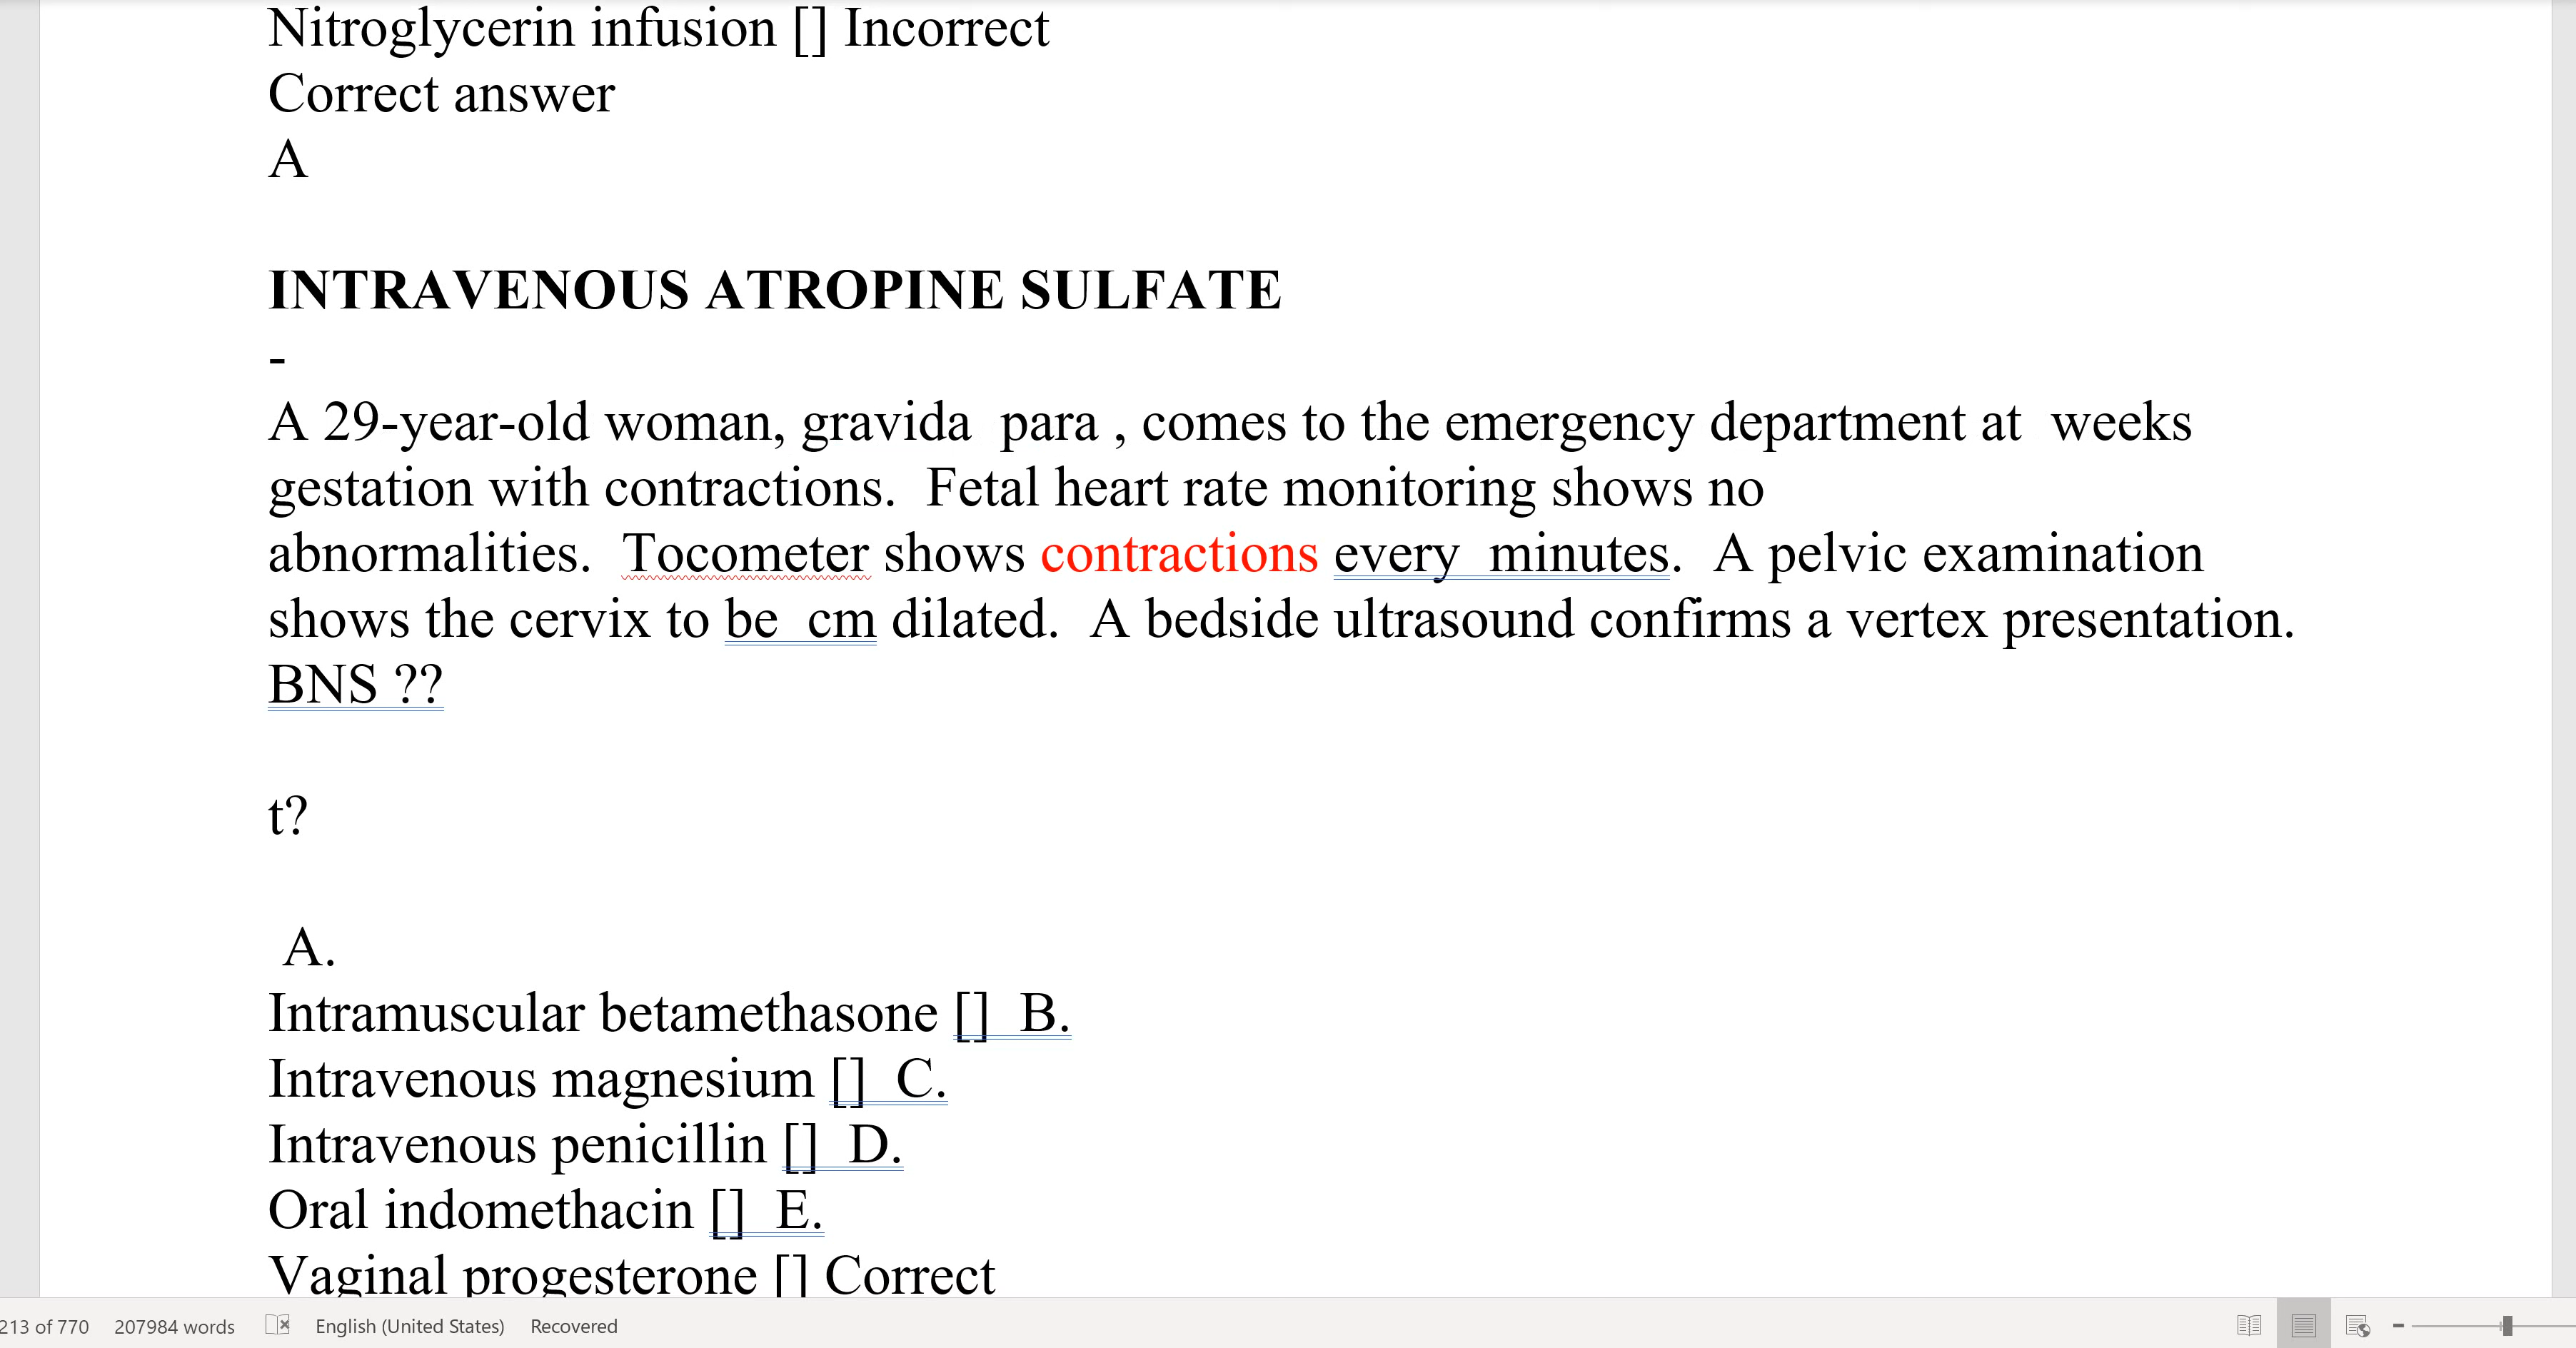 Nitroglycerin infusion [] Incorrect
Correct answer
A
INTRAVENOUS ATROPINE SULFATE
-
A 29-year-old woman, gravida  para , comes to the emergency department at  weeks
gestation with contractions.  Fetal heart rate monitoring shows no
abnormalities.  Tocometer shows contractions every  minutes.  A pelvic examination
shows the cervix to be  cm dilated.  A bedside ultrasound confirms a vertex presentation.
BNS ??
t?
A.
Intramuscular betamethasone []  B.
Intravenous magnesium []  C.
Intravenous penicillin []  D.
Oral indomethacin []  E.
Vaginal progesterone [] Correct
213 of 770 207984 words English (United States) Recovered